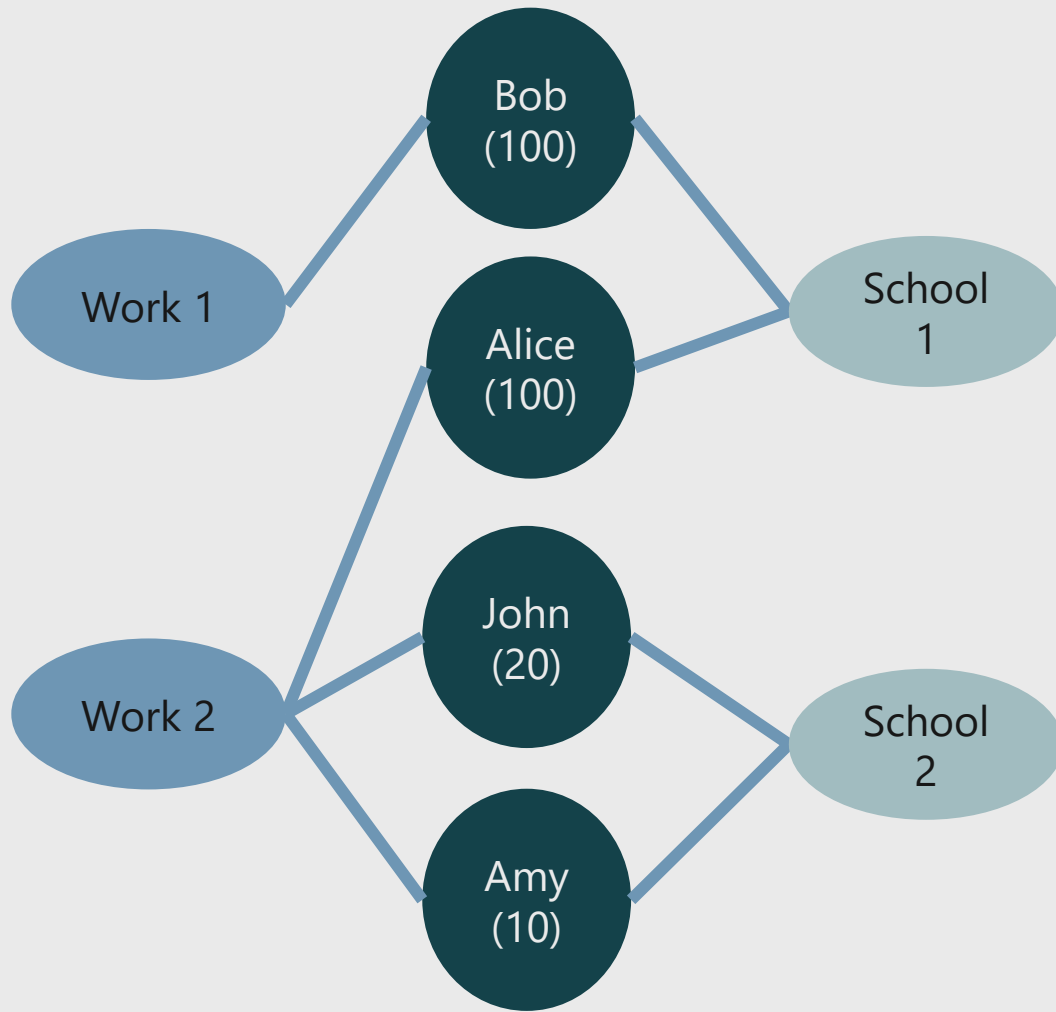 Bob
(100)
Work 1
School
1
Alice
(100)
John
(20)
Work 2
School
2
Amy
(10)